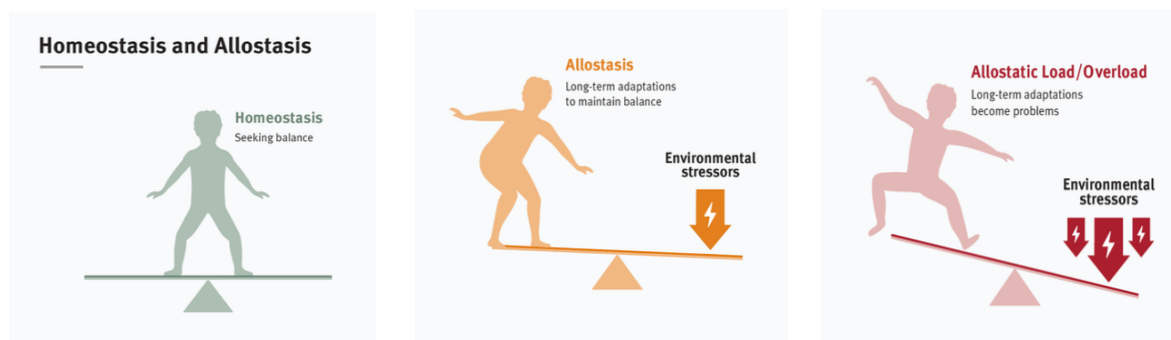 Homeostasis and Allostasis
Homeostasis
Seeking balance
Allostasis
Long-term adaptations
to maintain balance
Environmental
stressors
Allostatic Load/Overload
Long-term adaptations
become problems
Environmental
stressors